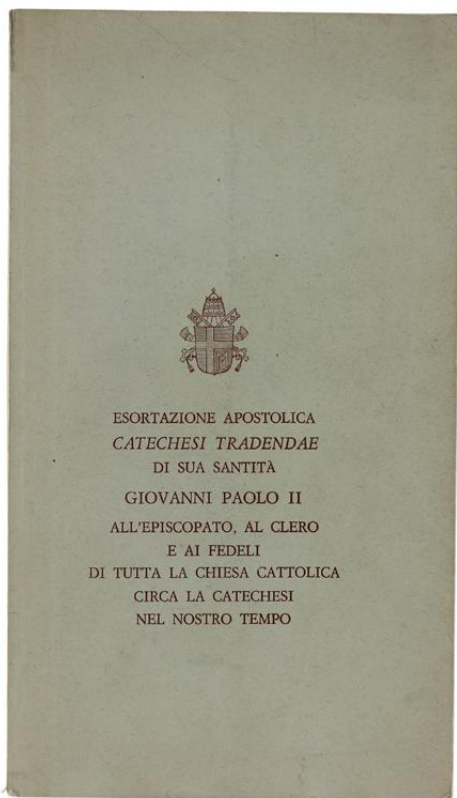 ESORTAZIONE APOSTOLICA
CATECHESI TRADENDAE
DI SUA SANTITÀ
GIOVANNI PAOLO II
ALL'EPISCOPATO, AL CLERO
E AI FEDELI
DI TUTTA LA CHIESA CATTOLICA
CIRCA LA CATECHESI
NEL NOSTRO TEMPO